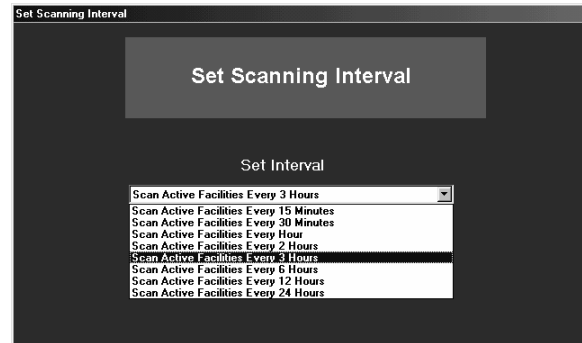 Set Scanning Interval
Set Scanning Interval
Set Interval
Scan Active Facilities Every 3 Hours
Scan Active Facilities Every 15 Minutes
Scan Active Facilities Every 30 Minutes
Scan Active Facilities Every Hour
Scan Active Facilities Every 2 Hours
Scan Active Facilities Every 3 Hours
Scan Active Facilities Every 6 Hours
Scan Active Facilities Every 12 Hours
Scan Active Facilities Every 24 Hours